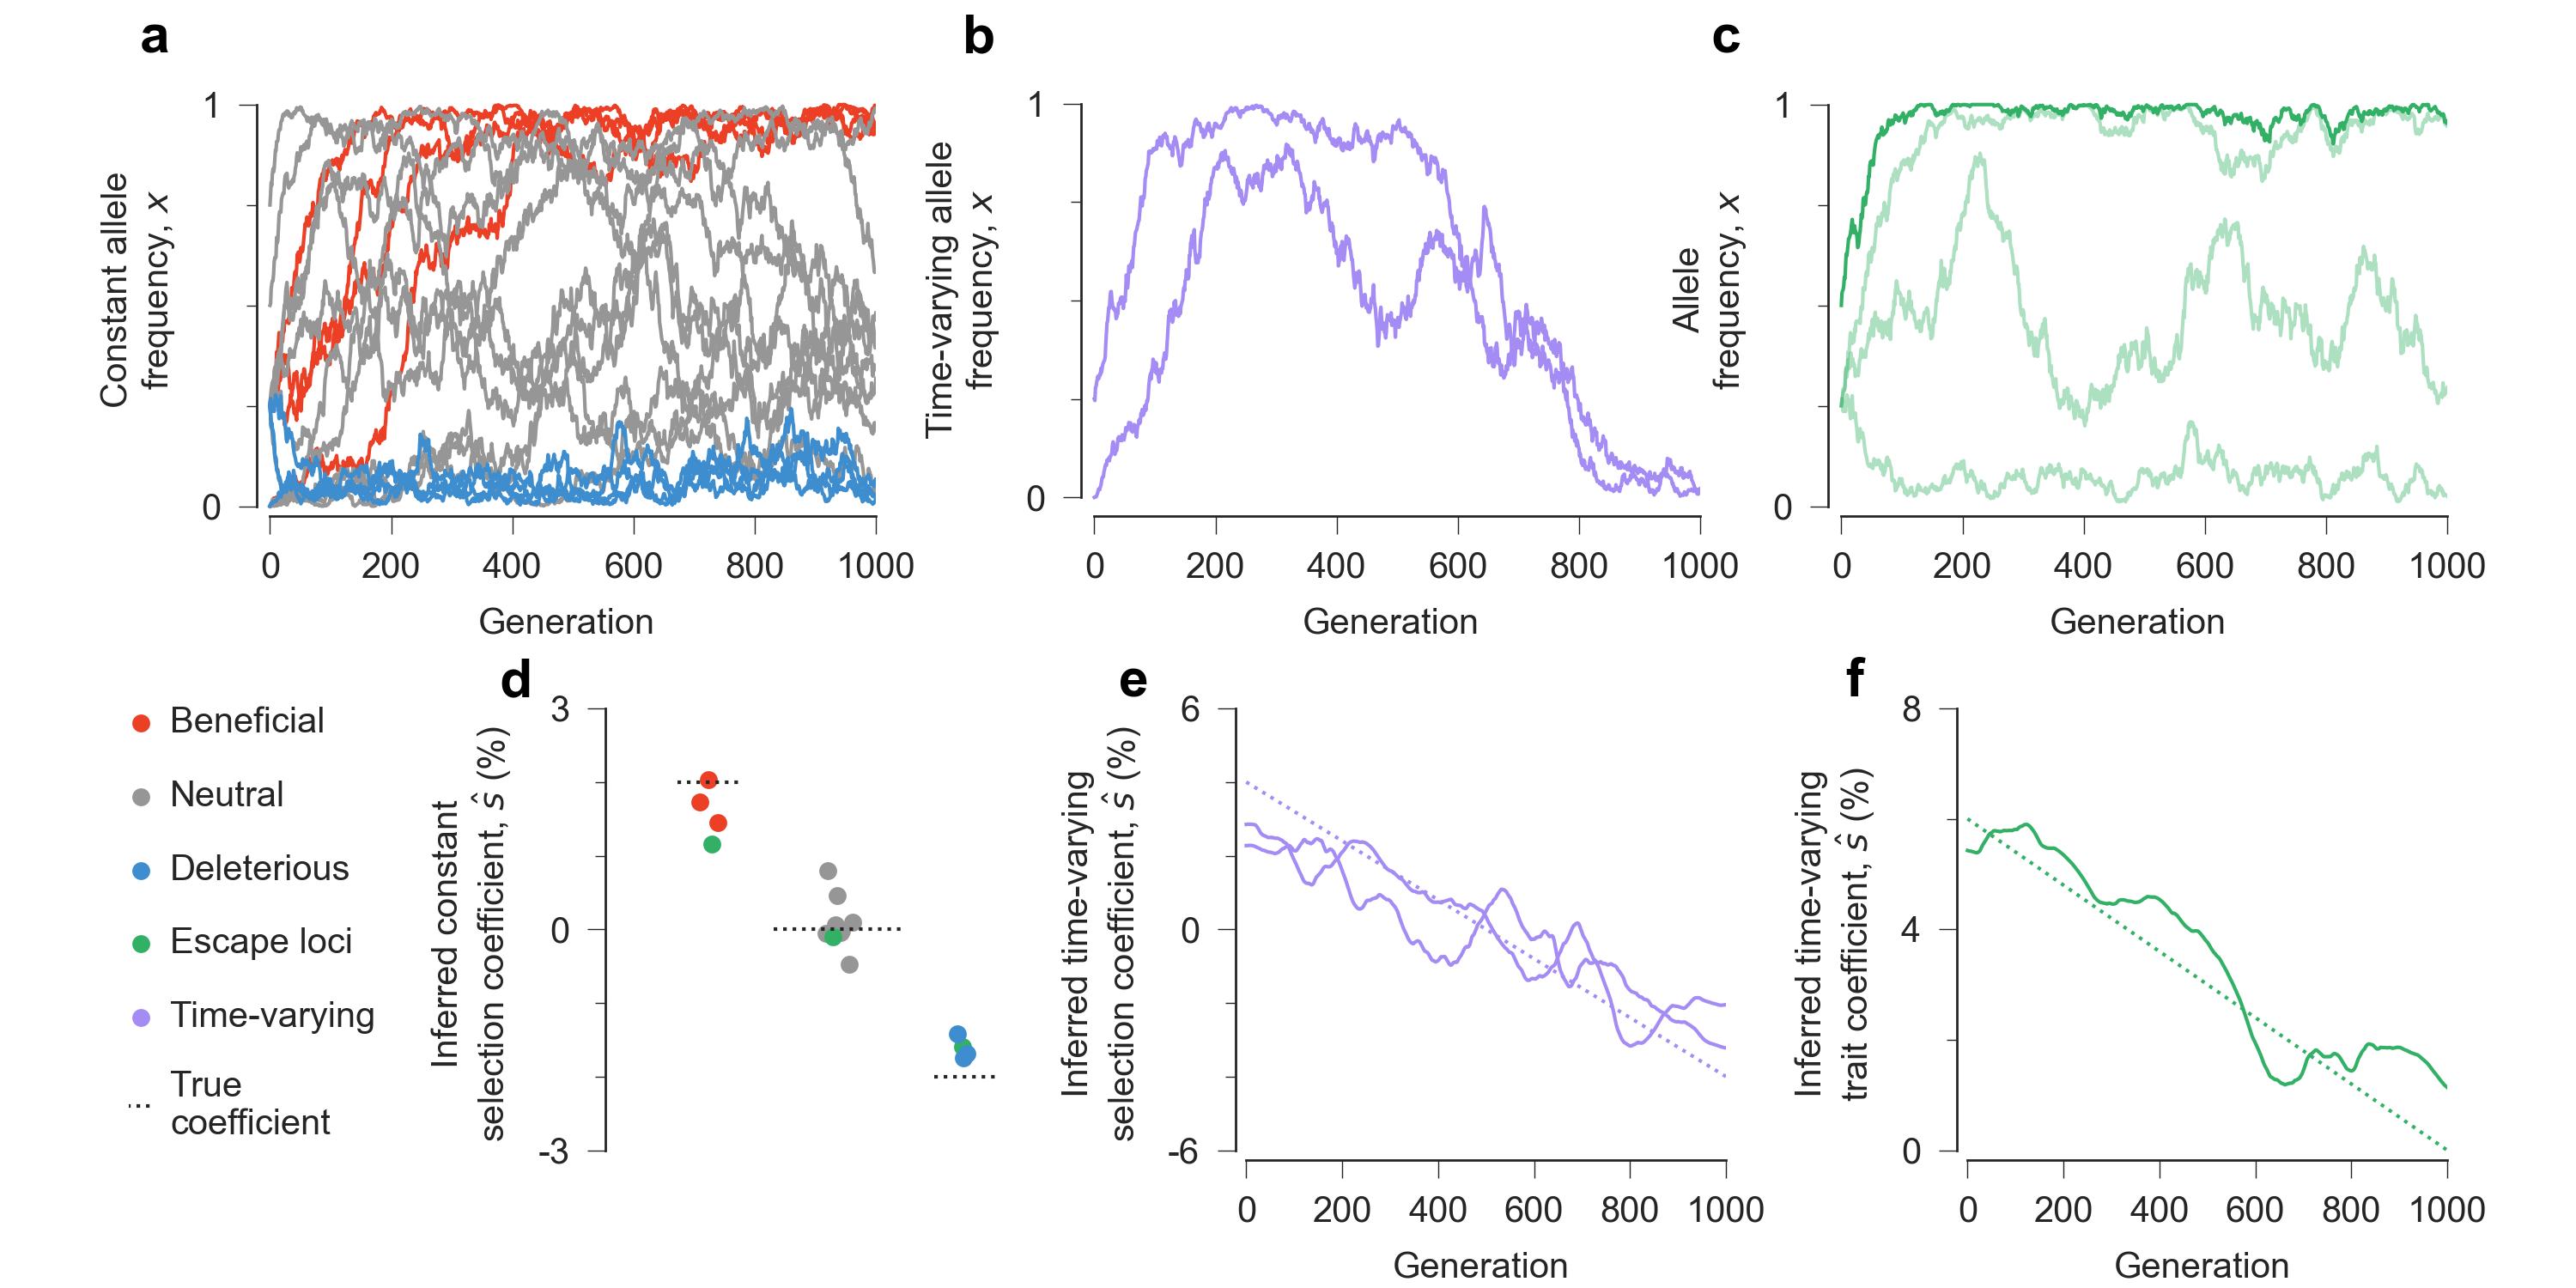 a
1
0
Constant allele
frequency, x
0 200 400 600 800 1000
Generation
b
1
0
Time-varying allele
frequency, x
0 200 400 600 800 1000
Generation
c
1
0
Allele
frequency, x
0 200 400 600 800 1000
Generation
Beneficial
Neutral
Deleterious
Escape loci
Time-varying
True
coefficient
d
3
0
-3
Inferred constant
selection coefficient, ŝ (%)
e
6
0
-6
Inferred time-varying
selection coefficient, ŝ (%)
0 200 400 600 800 1000
Generation
f
8
4
0
Inferred time-varying
trait coefficient, ŝ (%)
0 200 400 600 800 1000
Generation